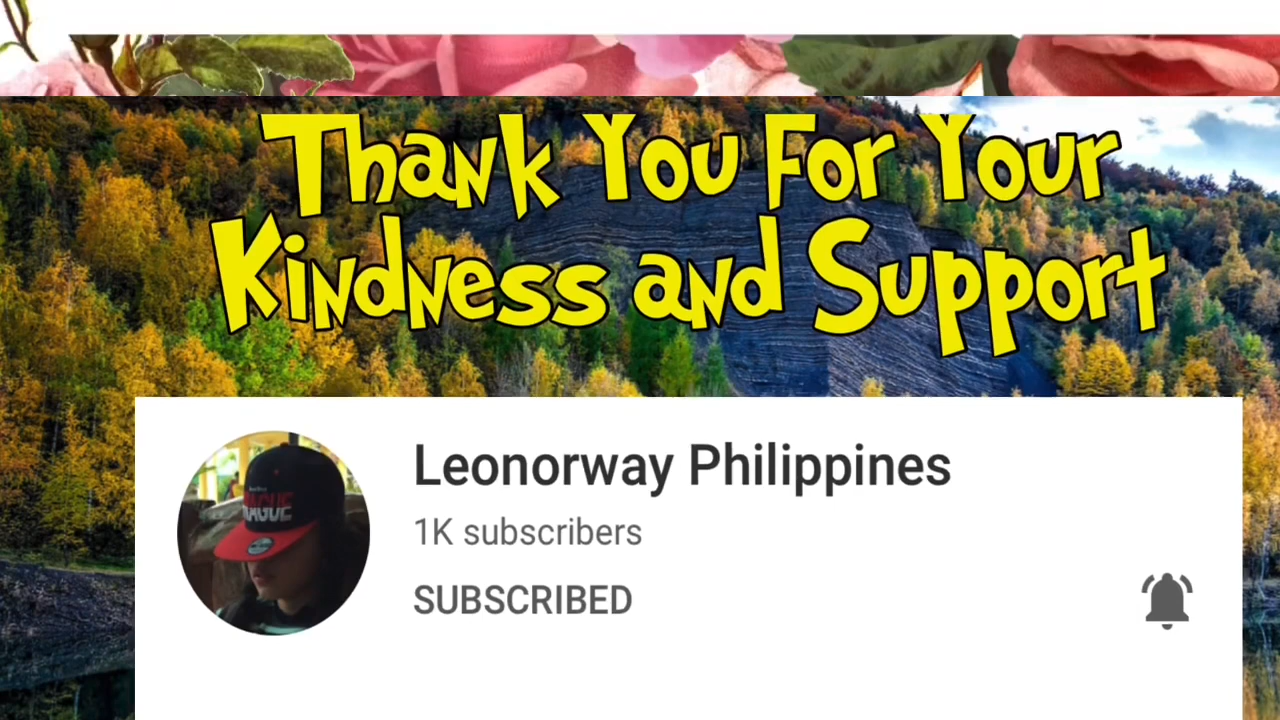 Thank You For Your
Kindness and Support
Leonorway Philippines
1K subscribers
SUBSCRIBED